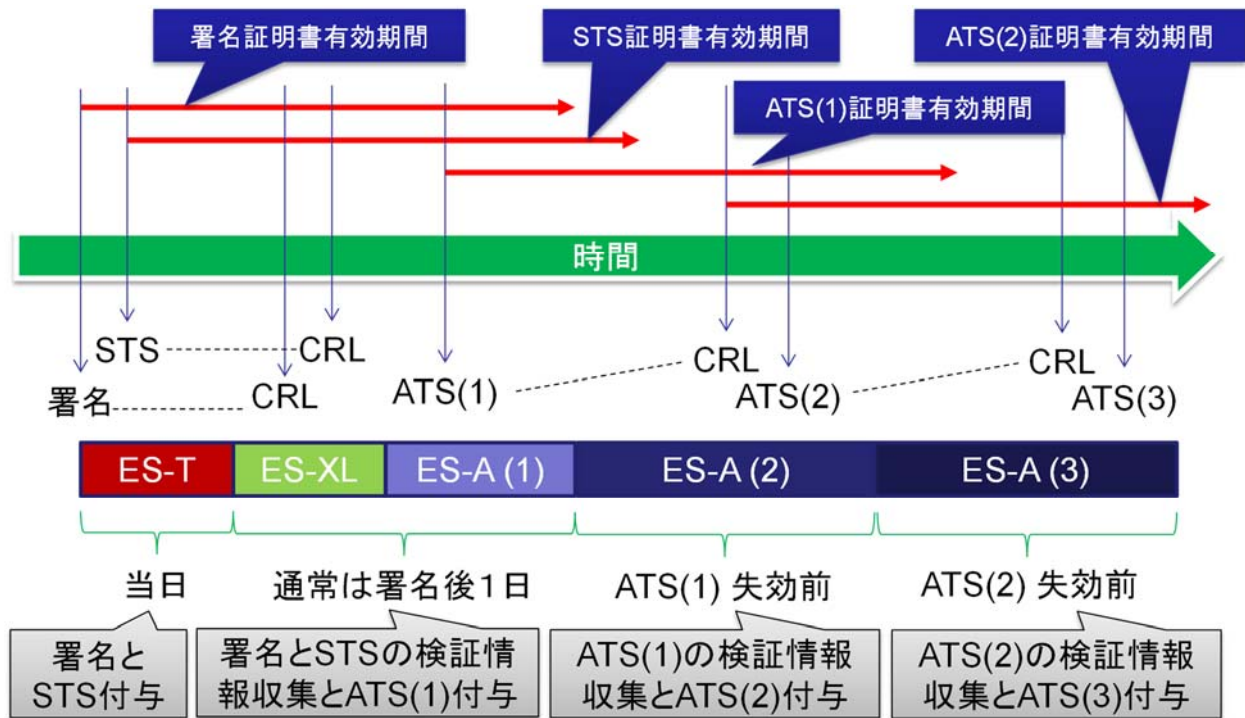 署名証明書有効期間
STS証明書有効期間
ATS(2)証明書有効期間
ATS(1)証明書有効期間
時間
STS
CRL
署名
CRL
ATS(1)
CRL
ATS(2)
CRL
ATS(3)
ES-T
ES-XL
ES-A (1)
ES-A (2)
ES-A (3)
当日
通常は署名後1日
ATS(1) 失効前
ATS(2) 失効前
署名と
STS付与
署名とSTSの検証情
報収集とATS(1)付与
ATS(1)の検証情報
収集とATS(2)付与
ATS(2)の検証情報
収集とATS(3)付与